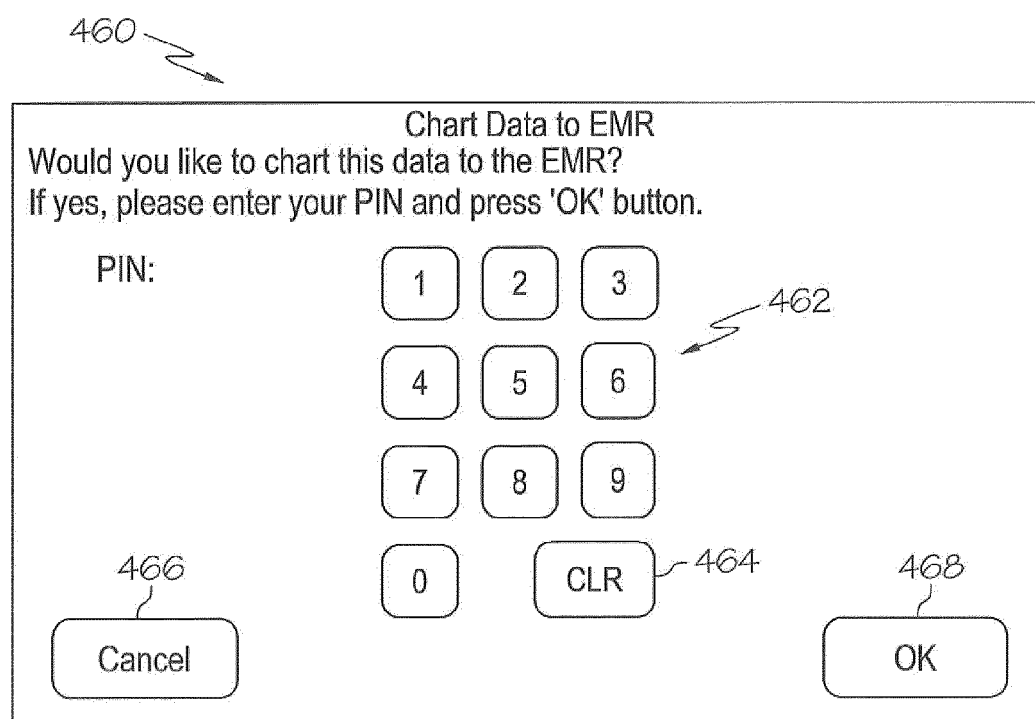 460
Chart Data to EMR
Would you like to chart this data to the EMR?
If yes, please enter your PIN and press 'OK' button.
PIN:
1 2 3
462
4 5 6
7 8 9
466
0 CLR
464
468
Cancel
OK